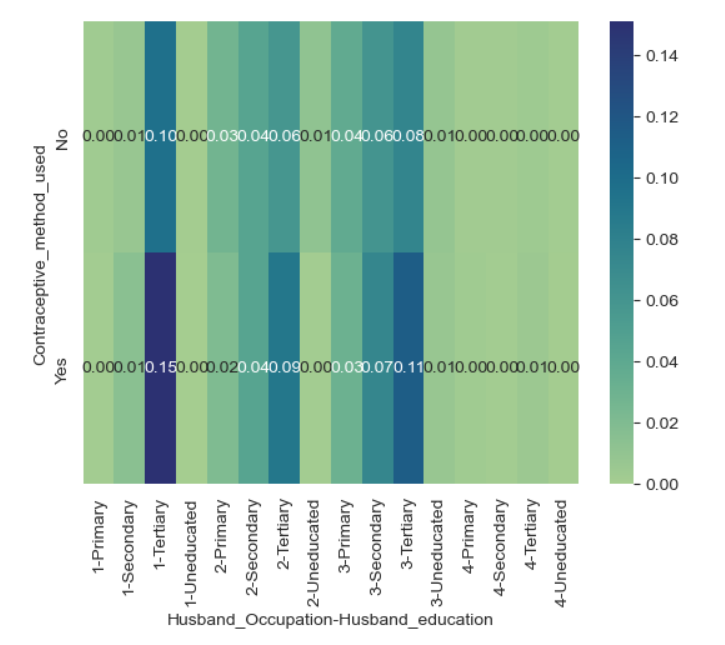 Contraceptive_method_used
No
0.00 0.01 0.10 0.00 0.03 0.04 0.06 0.01 0.04 0.06 0.08 0.01 0.00 0.00 0.00 0.00
Yes
0.00 0.01 0.15 0.00 0.02 0.04 0.09 0.00 0.03 0.07 0.11 0.01 0.00 0.00 0.01 0.00
1-Primary
1-Secondary
1-Tertiary
1-Uneducated
2-Primary
2-Secondary
2-Tertiary
2-Uneducated
3-Primary
3-Secondary
3-Tertiary
3-Uneducated
4-Primary
4-Secondary
4-Tertiary
4-Uneducated
Husband_Occupation-Husband_education
0.14
0.12
0.10
0.08
0.06
0.04
0.02
0.00